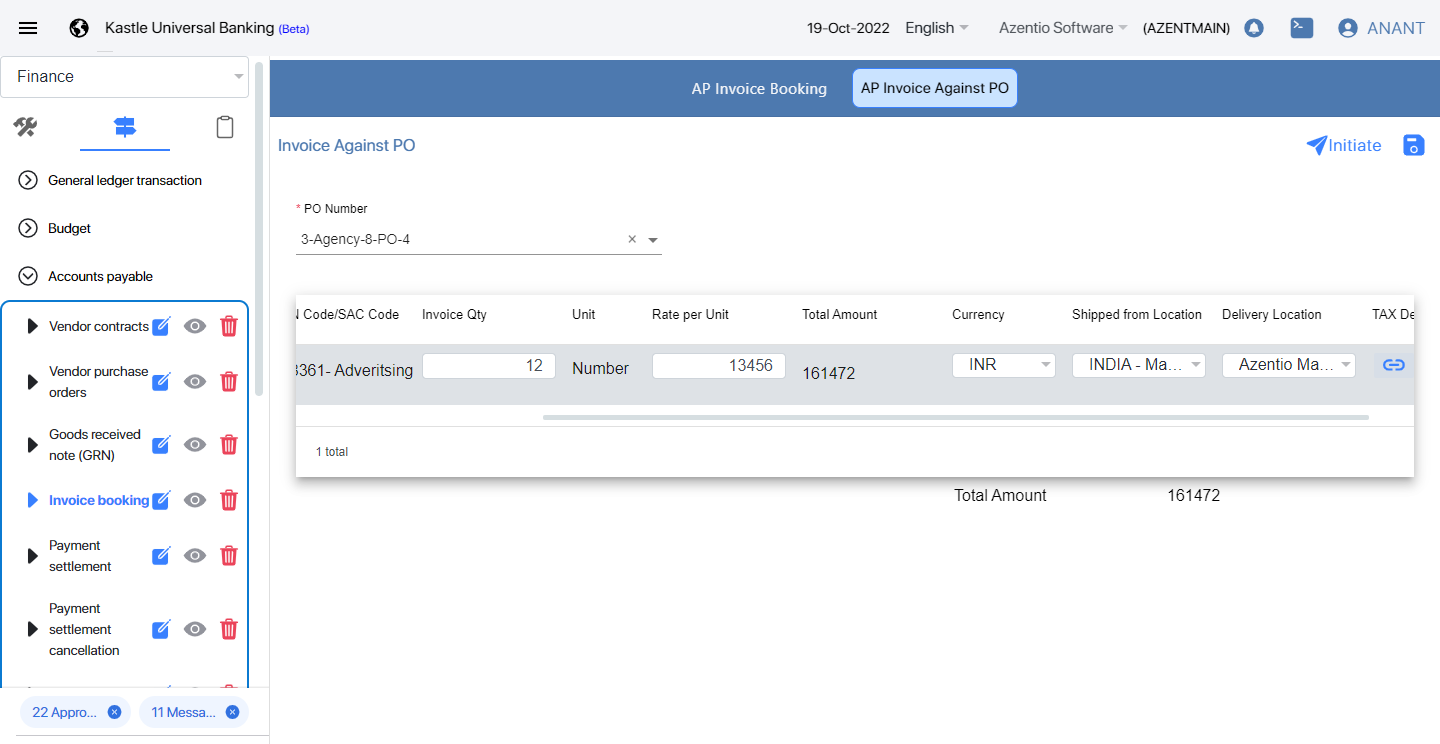 Kastle Universal Banking (Beta)
19-Oct-2022 English Azentio Software (AZENTMAIN) ANANT
Finance
General ledger transaction
Budget
Accounts payable
Vendor contracts
Vendor purchase
orders
Goods received
note (GRN)
Invoice booking
Payment
settlement
Payment
settlement
cancellation
22 Appro... 11 Messa...
AP Invoice Booking AP Invoice Against PO
Invoice Against PO Initiate
* PO Number
3-Agency-8-PO-4 ×
N Code/SAC Code Invoice Qty Unit Rate per Unit Total Amount Currency Shipped from Location Delivery Location TAX De
8361- Adveritsing 12 Number 13456 161472 INR INDIA - Ma... Azentio Ma...
1 total
Total Amount 161472